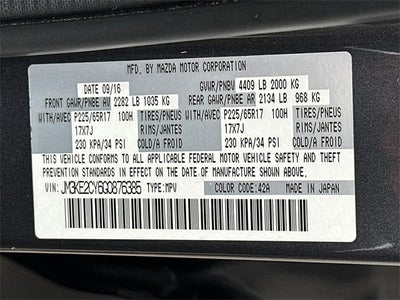 MFD. BY MAZDA MOTOR CORPORATION
DATE 09/16 GVWR/PNBV 4409 LB 2000 KG
FRONT GAWR/PNBE AV 2282 LB 1035 KG REAR GAWR/PNBE AR 2134 LB 968 KG
WITH/AVEC P225/65R17 100H TIRES/PNEUS WITH/AVEC P225/65R17 100H TIRES/PNEUS
17X7J RIMS/JANTES 17X7J RIMS/JANTES
230 KPA/34 PSI COLD/A FROID 230 KPA/34 PSI COLD/A FROID
THIS VEHICLE CONFORMS TO ALL APPLICABLE FEDERAL MOTOR VEHICLE SAFETY AND THEFT
PREVENTION STANDARDS IN EFFECT ON THE DATE OF MANUFACTURE SHOWN ABOVE.
VIN: JM3KE2CY6G0876385 TYPE: MPV COLOR CODE: 42A MADE IN JAPAN